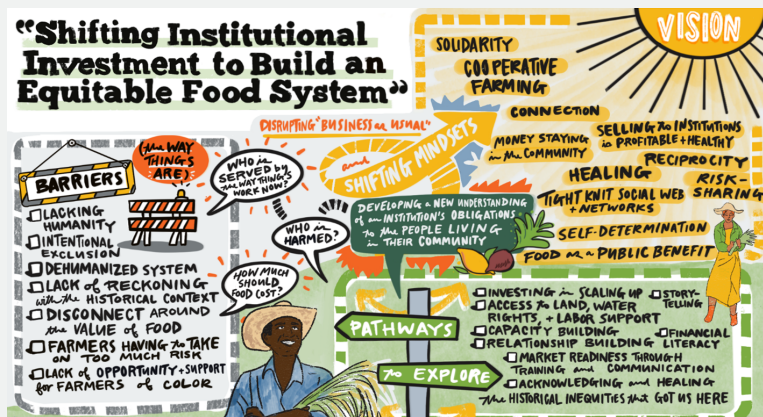 "Shifting Institutional
Investment to Build an
Equitable Food System"
VISION
SOLIDARITY
COOPERATIVE
FARMING
CONNECTION
MONEY STAYING
in the COMMUNITY
SELLING to INSTITUTIONS
is PROFITABLE + HEALTHY
RECIPROCITY
HEALING
RISK-
SHARING
TIGHT KNIT SOCIAL WEB
+ NETWORKS
SELF-DETERMINATION
FOOD as a PUBLIC BENEFIT
DISRUPTING "BUSINESS as USUAL"
and
SHIFTING MINDSETS
DEVELOPING a NEW UNDERSTANDING
of an INSTITUTION'S OBLIGATIONS
to the PEOPLE LIVING
in THEIR COMMUNITY
(the WAY
THINGS
ARE)
BARRIERS
LACKING
HUMANITY
INTENTIONAL
EXCLUSION
DEHUMANIZED SYSTEM
LACK of RECKONING
with the HISTORICAL CONTEXT
DISCONNECT AROUND
the VALUE of FOOD
FARMERS HAVING to TAKE
ON TOO MUCH RISK
LACK of OPPORTUNITY + SUPPORT
for FARMERS of COLOR
WHO is
SERVED by
the WAY THINGS
WORK NOW?
WHO is
HARMED?
HOW MUCH
SHOULD
FOOD COST?
PATHWAYS
to EXPLORE
INVESTING in SCALING UP
STORY-
TELLING
ACCESS to LAND, WATER
RIGHTS, + LABOR SUPPORT
CAPACITY BUILDING
FINANCIAL
LITERACY
RELATIONSHIP BUILDING
MARKET READINESS THROUGH
TRAINING and COMMUNICATION
ACKNOWLEDGING and HEALING
the HISTORICAL INEQUITIES that GOT US HERE